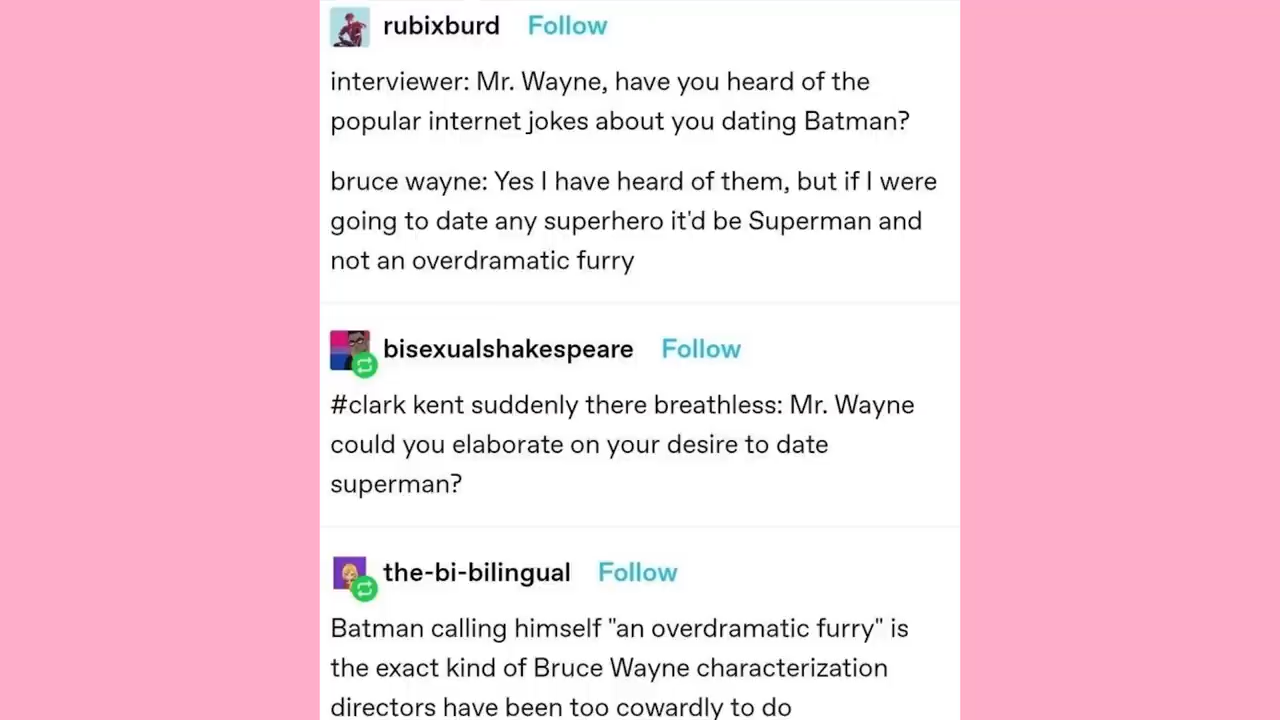 rubixburd Follow
interviewer: Mr. Wayne, have you heard of the
popular internet jokes about you dating Batman?
bruce wayne: Yes I have heard of them, but if I were
going to date any superhero it'd be Superman and
not an overdramatic furry
bisexualshakespeare Follow
#clark kent suddenly there breathless: Mr. Wayne
could you elaborate on your desire to date
superman?
the-bi-bilingual Follow
Batman calling himself "an overdramatic furry" is
the exact kind of Bruce Wayne characterization
directors have been too cowardly to do